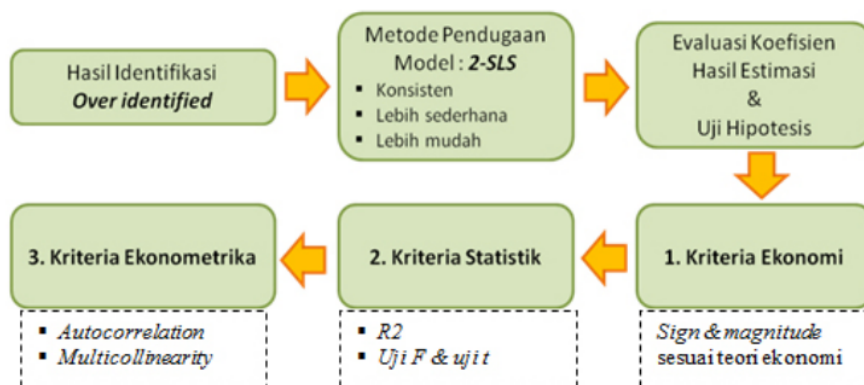 Hasil Identifikasi
Over identified
Metode Pendugaan
Model : 2-SLS
▪ Konsisten
▪ Lebih sederhana
▪ Lebih mudah
Evaluasi Koefisien
Hasil Estimasi
&
Uji Hipotesis
1. Kriteria Ekonomi
Sign & magnitude
sesuai teori ekonomi
2. Kriteria Statistik
▪ R2
▪ Uji F & uji t
3. Kriteria Ekonometrika
▪ Autocorrelation
▪ Multicollinearity